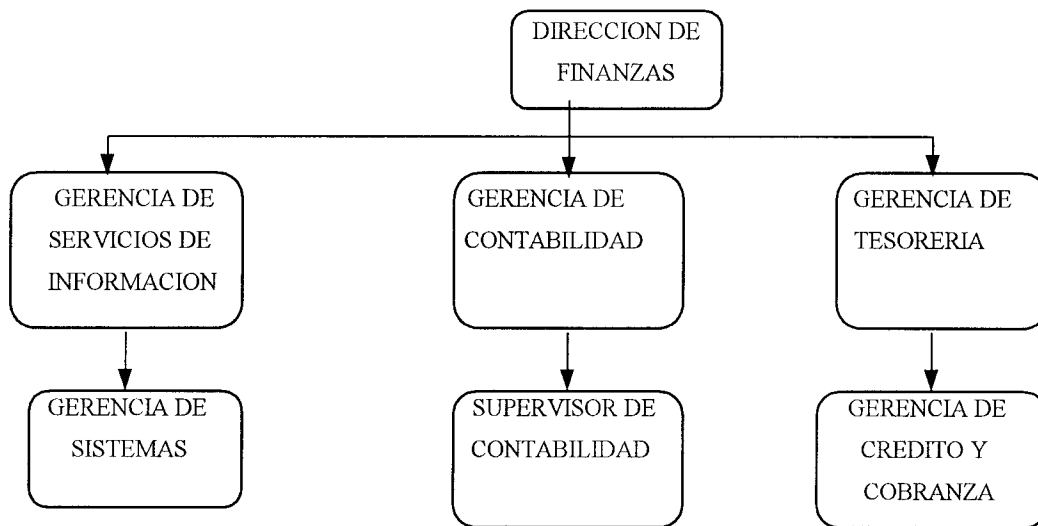 DIRECCION DE
FINANZAS
GERENCIA DE
SERVICIOS DE
INFORMACION
GERENCIA DE
CONTABILIDAD
GERENCIA DE
TESORERIA
GERENCIA DE
SISTEMAS
SUPERVISOR DE
CONTABILIDAD
GERENCIA DE
CREDITO Y
COBRANZA